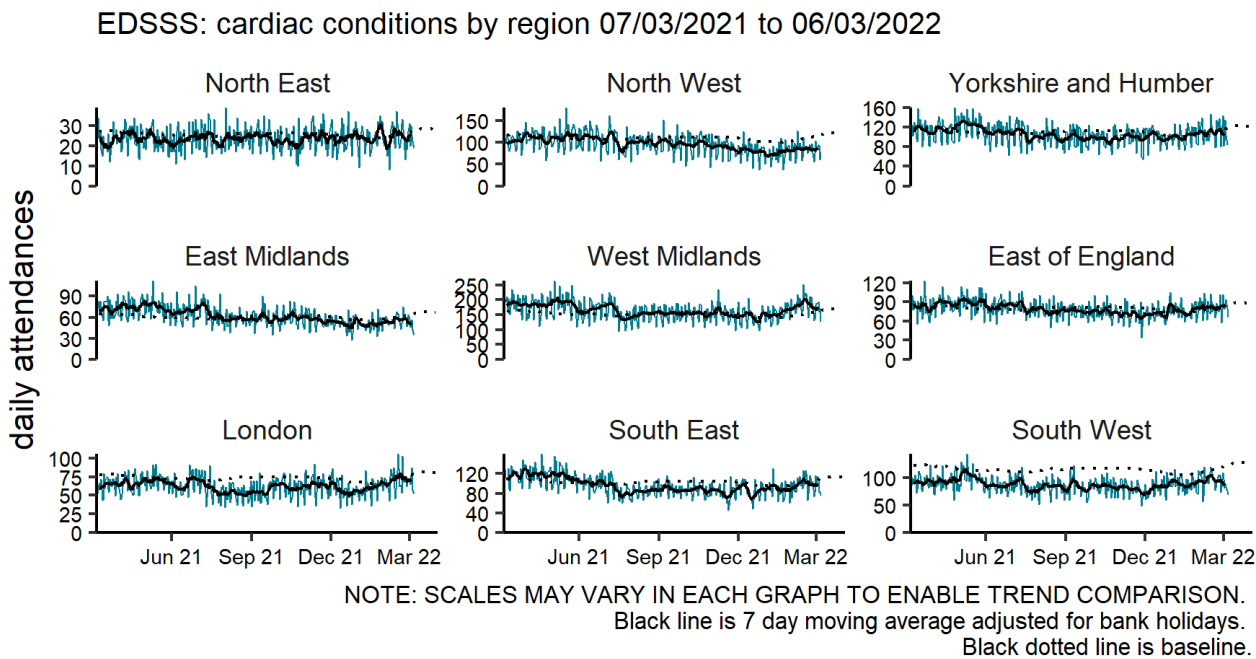 EDSSS: cardiac conditions by region 07/03/2021 to 06/03/2022
North East
North West
Yorkshire and Humber
30
20
10
0
150
100
50
0
160
120
80
40
0
daily attendances
East Midlands
West Midlands
East of England
90
60
30
0
250
200
150
100
50
0
120
90
60
30
0
London
South East
South West
100
75
50
25
0
120
80
40
0
100
50
0
Jun 21 Sep 21 Dec 21 Mar 22
Jun 21 Sep 21 Dec 21 Mar 22
Jun 21 Sep 21 Dec 21 Mar 22
NOTE: SCALES MAY VARY IN EACH GRAPH TO ENABLE TREND COMPARISON.
Black line is 7 day moving average adjusted for bank holidays.
Black dotted line is baseline.